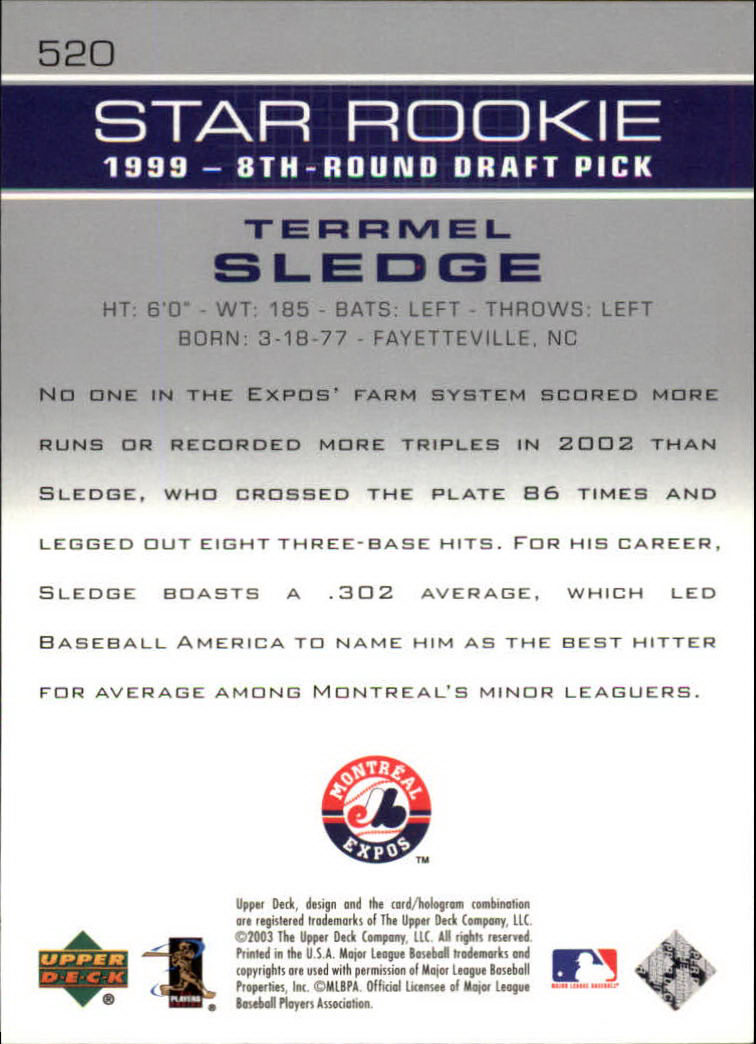 520
STAR ROOKIE
1999 – 8TH-ROUND DRAFT PICK
TERRMEL
SLEDGE
HT: 6'0" - WT: 185 - BATS: LEFT - THROWS: LEFT
BORN: 3-18-77 - FAYETTEVILLE, NC
NO ONE IN THE EXPOS' FARM SYSTEM SCORED MORE
RUNS OR RECORDED MORE TRIPLES IN 2002 THAN
SLEDGE, WHO CROSSED THE PLATE 86 TIMES AND
LEGGED OUT EIGHT THREE-BASE HITS. FOR HIS CAREER,
SLEDGE BOASTS A .302 AVERAGE, WHICH LED
BASEBALL AMERICA TO NAME HIM AS THE BEST HITTER
FOR AVERAGE AMONG MONTREAL'S MINOR LEAGUERS.
MONTRÉAL
EXPOS
™
Upper Deck, design and the card/hologram combination
are registered trademarks of The Upper Deck Company, LLC.
©2003 The Upper Deck Company, LLC. All rights reserved.
Printed in the U.S.A. Major League Baseball trademarks and
copyrights are used with permission of Major League Baseball
Properties, Inc. ©MLBPA. Official Licensee of Major League
Baseball Players Association.
UPPER
D·E·C·K
®
PLAYERS
®
MAJOR LEAGUE BASEBALL